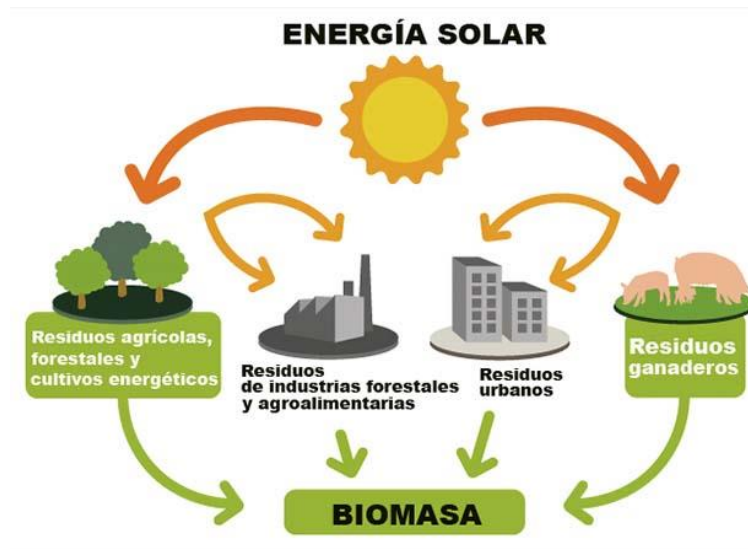 ENERGÍA SOLAR
Residuos agrícolas,
forestales y
cultivos energéticos
Residuos
de industrias forestales
y agroalimentarias
Residuos
urbanos
Residuos
ganaderos
BIOMASA